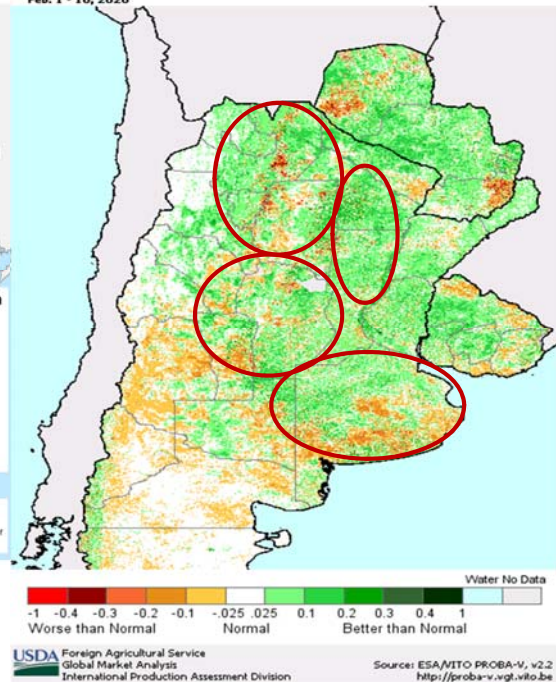 Feb. 1 - 10, 2020
Water No Data
-1 -0.4 -0.3 -0.2 -0.1 -.025 .025 0.1 0.2 0.3 0.4 1
Worse than Normal Normal Better than Normal
USDA Foreign Agricultural Service
Global Market Analysis
International Production Assessment Division
Source: ESA/VITO PROBA-V, v2.2
http://proba-v.vgt.vito.be